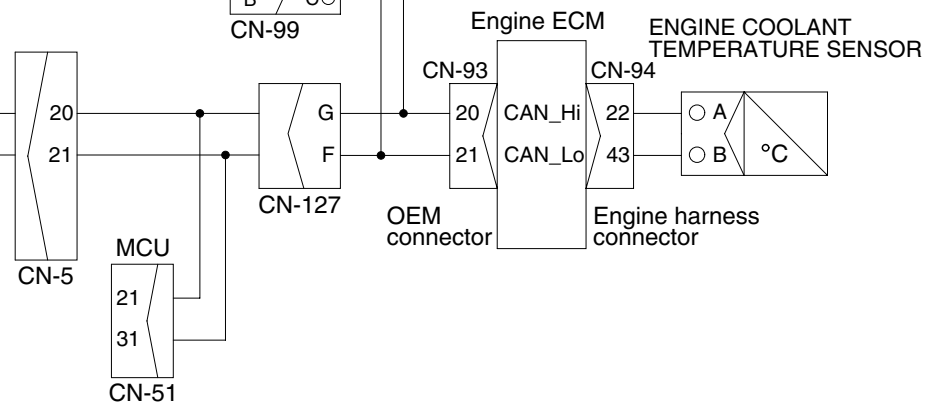 B
CN-99
Engine ECM
ENGINE COOLANT
TEMPERATURE SENSOR
CN-93
CN-94
20
G
20
CAN_Hi
22
A
21
F
21
CAN_Lo
43
B
°C
CN-127
OEM
connector
Engine harness
connector
MCU
CN-5
21
31
CN-51